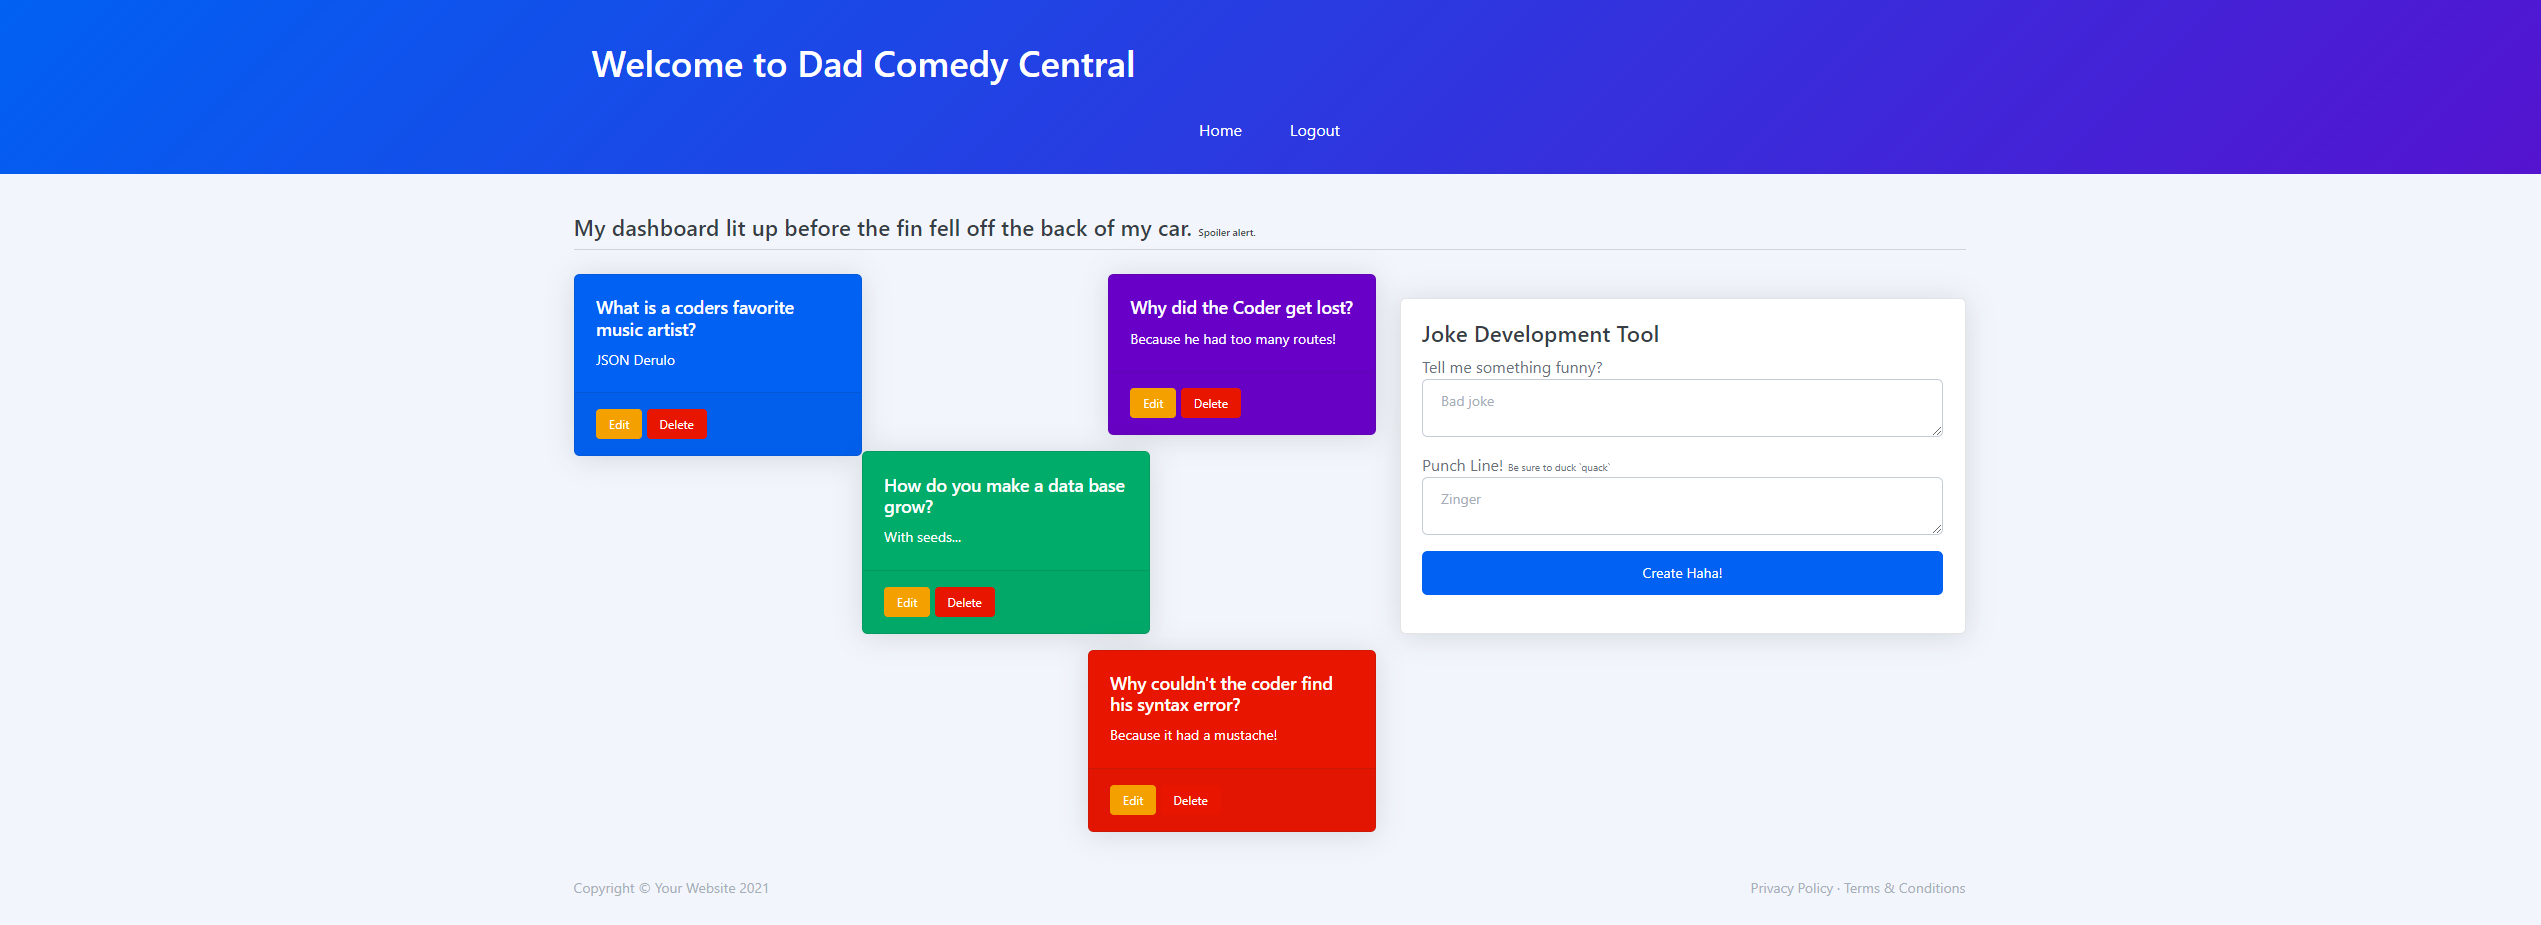 Welcome to Dad Comedy Central
Home Logout
My dashboard lit up before the fin fell off the back of my car. Spoiler alert.
What is a coders favorite
music artist?
JSON Derulo
Edit Delete
Why did the Coder get lost?
Because he had too many routes!
Edit Delete
How do you make a data base
grow?
With seeds...
Edit Delete
Why couldn't the coder find
his syntax error?
Because it had a mustache!
Edit Delete
Joke Development Tool
Tell me something funny?
Bad joke
Punch Line! Be sure to duck `quack`
Zinger
Create Haha!
Copyright © Your Website 2021
Privacy Policy · Terms & Conditions